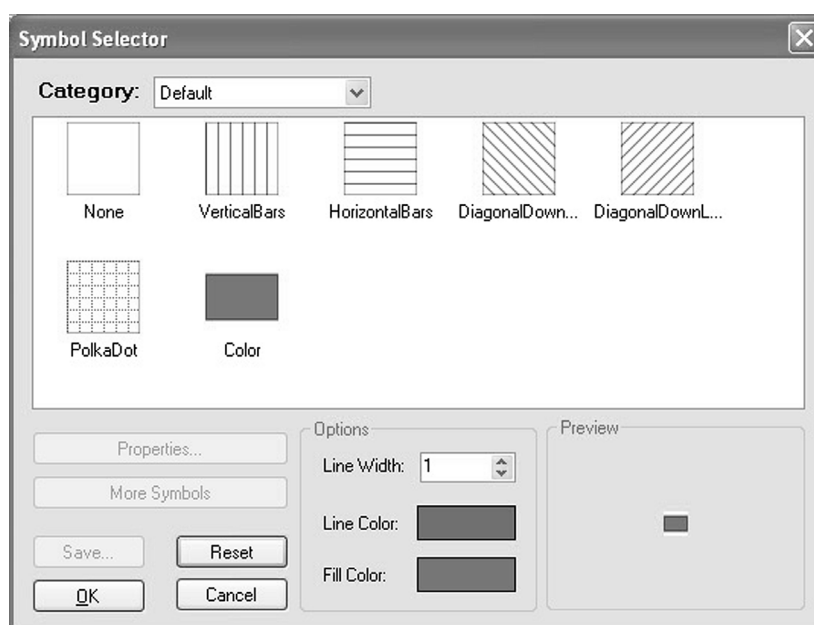 Symbol Selector
Category: Default
None VerticalBars HorizontalBars DiagonalDown... DiagonalDownL...
PolkaDot Color
Properties...
More Symbols
Save... Reset
OK Cancel
Options
Line Width: 1
Line Color:
Fill Color:
Preview